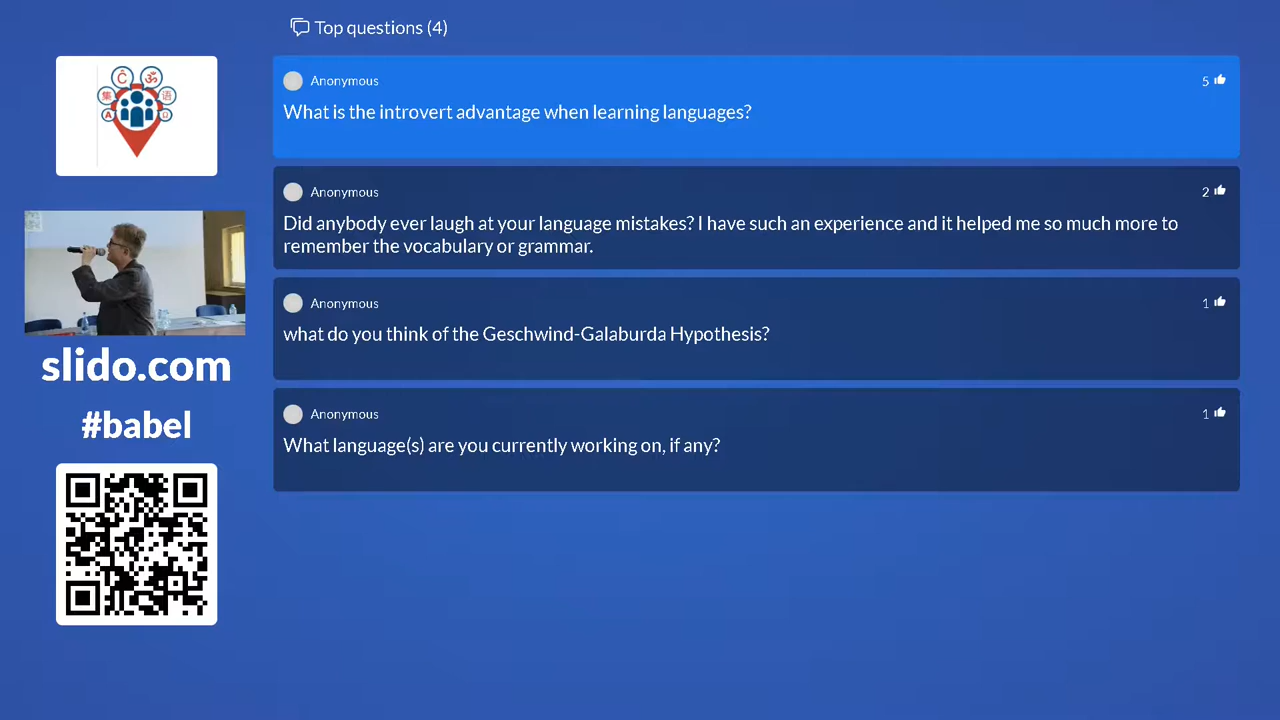 Top questions (4)
Anonymous
5
What is the introvert advantage when learning languages?
Anonymous
2
Did anybody ever laugh at your language mistakes? I have such an experience and it helped me so much more to
remember the vocabulary or grammar.
Anonymous
1
what do you think of the Geschwind-Galaburda Hypothesis?
Anonymous
1
What language(s) are you currently working on, if any?
Ĉ
ॐ
集
语
A
Ω
slido.com
#babel